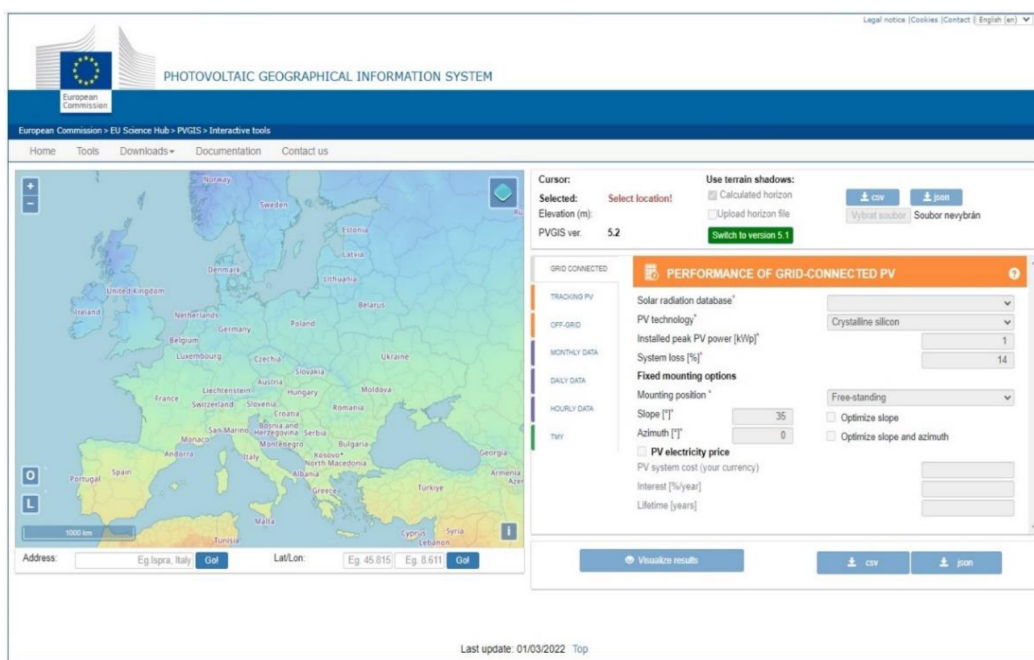 Legal notice |Cookies |Contact | English (en)
European
Commission
PHOTOVOLTAIC GEOGRAPHICAL INFORMATION SYSTEM
European Commission > EU Science Hub > PVGIS > Interactive tools
Home Tools Downloads Documentation Contact us
+
−
Norway
Sweden
Ru
Estonia
Latvia
Denmark
Lithuania
United Kingdom
Ireland
Belarus
Netherlands
Poland
Germany
Belgium
Luxembourg
Czechia
Ukraine
Slovakia
Austria
Liechtenstein
Hungary
Moldova
France
Switzerland
Slovenia
Romania
Croatia
San Marino
Bosnia and
Herzegovina
Serbia
Monaco
Montenegro
Bulgaria
Andorra
Italy
Kosovo*
Georgia
North Macedonia
Spain
Albania
Armenia
Azer
Portugal
Greece
Türkiye
O
L
Malta
1000 km
Tunisia
Cyprus
Syria
Lebanon
i
Address: Eg.Ispra, Italy Go! Lat/Lon: Eg. 45.815 Eg. 8.611 Go!
Cursor:
Selected: Select location!
Elevation (m):
PVGIS ver. 5.2
Use terrain shadows:
Calculated horizon
Upload horizon file
Switch to version 5.1
csv json
Vybrat soubor Soubor nevybrán
GRID CONNECTED
TRACKING PV
OFF-GRID
MONTHLY DATA
DAILY DATA
HOURLY DATA
TMY
PERFORMANCE OF GRID-CONNECTED PV ?
Solar radiation database*
PV technology* Crystalline silicon
Installed peak PV power [kWp]* 1
System loss [%]* 14
Fixed mounting options
Mounting position * Free-standing
Slope [°]* 35 Optimize slope
Azimuth [°]* 0 Optimize slope and azimuth
PV electricity price
PV system cost (your currency)
Interest [%/year]
Lifetime [years]
Visualize results csv json
Last update: 01/03/2022 Top